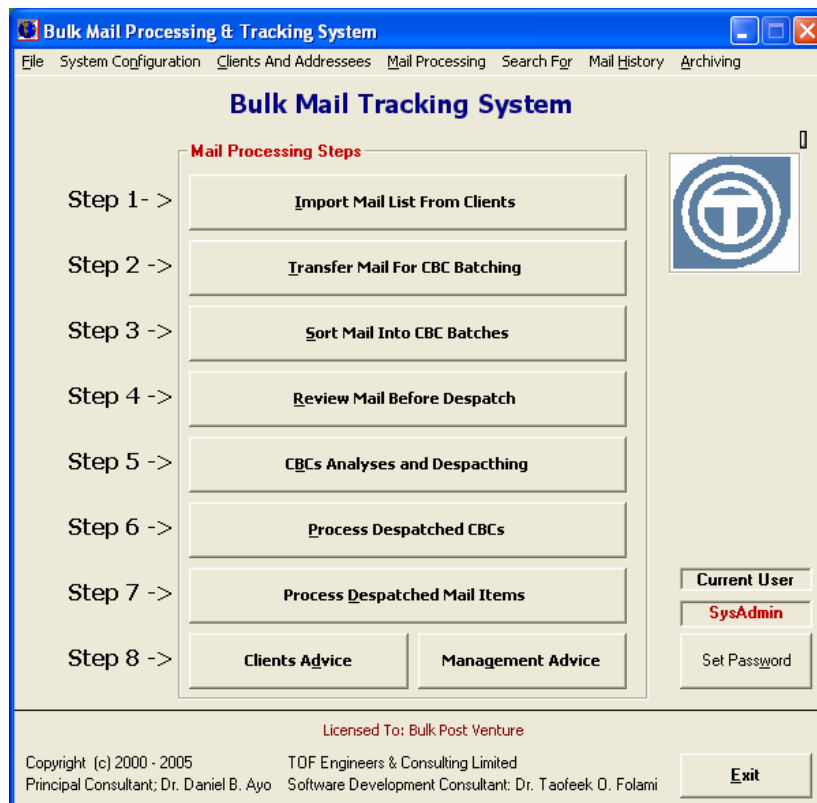 Bulk Mail Processing & Tracking System
File System Configuration Clients And Addressees Mail Processing Search For Mail History Archiving
Bulk Mail Tracking System
Mail Processing Steps
Step 1- > Import Mail List From Clients
Step 2 -> Transfer Mail For CBC Batching
Step 3 -> Sort Mail Into CBC Batches
Step 4 -> Review Mail Before Despatch
Step 5 -> CBCs Analyses and Despacthing
Step 6 -> Process Despatched CBCs
Step 7 -> Process Despatched Mail Items
Current User
SysAdmin
Step 8 -> Clients Advice Management Advice Set Password
Licensed To: Bulk Post Venture
Copyright (c) 2000 - 2005 TOF Engineers & Consulting Limited
Principal Consultant; Dr. Daniel B. Ayo Software Development Consultant: Dr. Taofeek O. Folami
Exit